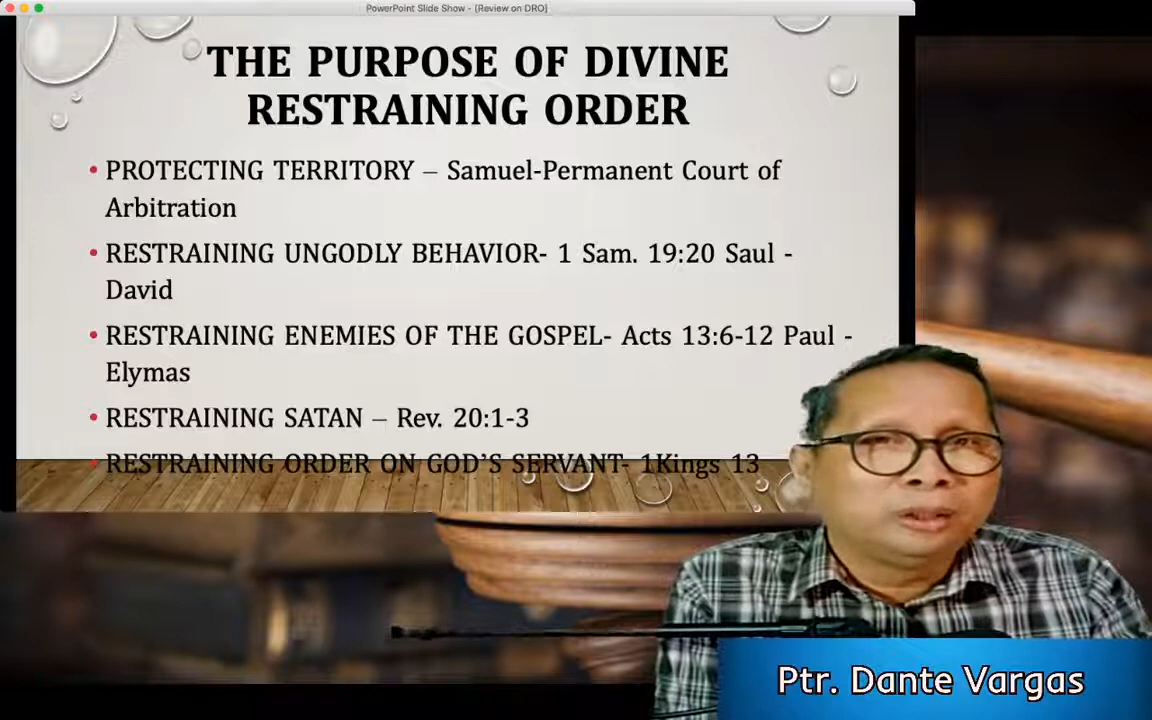 PowerPoint Slide Show - [Review on DRO]
THE PURPOSE OF DIVINE
RESTRAINING ORDER
• PROTECTING TERRITORY – Samuel-Permanent Court of
Arbitration
• RESTRAINING UNGODLY BEHAVIOR- 1 Sam. 19:20 Saul -
David
• RESTRAINING ENEMIES OF THE GOSPEL- Acts 13:6-12 Paul -
Elymas
• RESTRAINING SATAN – Rev. 20:1-3
• RESTRAINING ORDER ON GOD'S SERVANT- 1Kings 13
Ptr. Dante Vargas